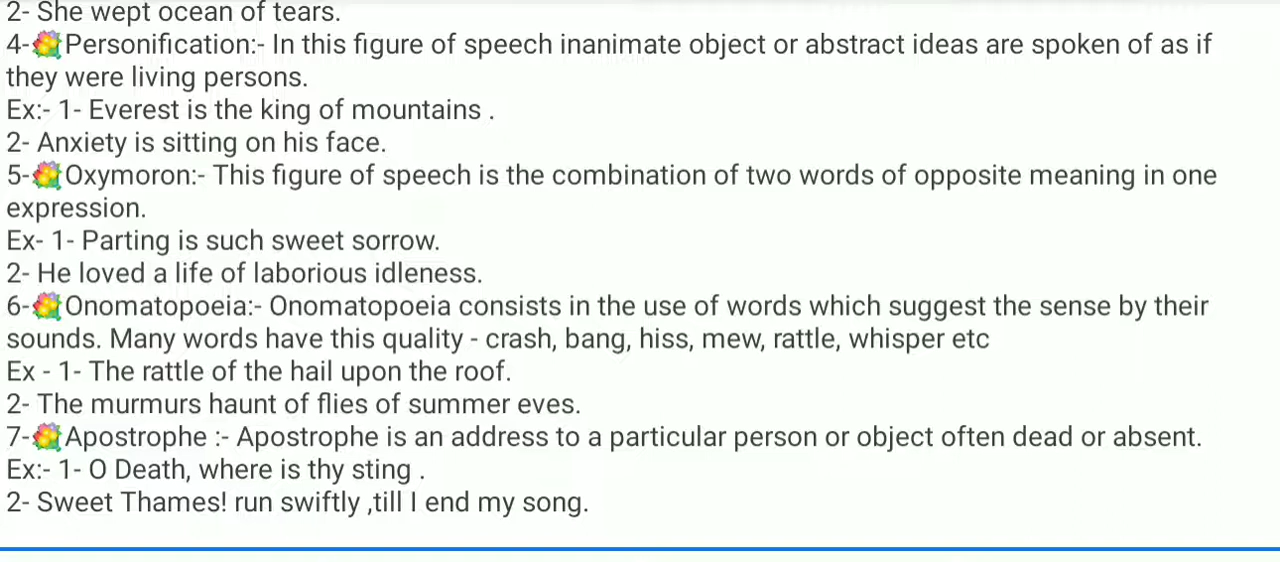 2- She wept ocean of tears.
4-💐Personification:- In this figure of speech inanimate object or abstract ideas are spoken of as if
they were living persons.
Ex:- 1- Everest is the king of mountains .
2- Anxiety is sitting on his face.
5-💐Oxymoron:- This figure of speech is the combination of two words of opposite meaning in one
expression.
Ex- 1- Parting is such sweet sorrow.
2- He loved a life of laborious idleness.
6-💐Onomatopoeia:- Onomatopoeia consists in the use of words which suggest the sense by their
sounds. Many words have this quality - crash, bang, hiss, mew, rattle, whisper etc
Ex - 1- The rattle of the hail upon the roof.
2- The murmurs haunt of flies of summer eves.
7-💐Apostrophe :- Apostrophe is an address to a particular person or object often dead or absent.
Ex:- 1- O Death, where is thy sting .
2- Sweet Thames! run swiftly ,till I end my song.